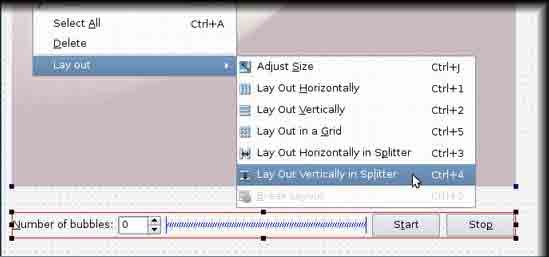 Select All Ctrl+A
Delete
Lay out
Adjust Size Ctrl+J
Lay Out Horizontally Ctrl+1
Lay Out Vertically Ctrl+2
Lay Out in a Grid Ctrl+5
Lay Out Horizontally in Splitter Ctrl+3
Lay Out Vertically in Splitter Ctrl+4
Break Layout
Number of bubbles: 0 Start Stop